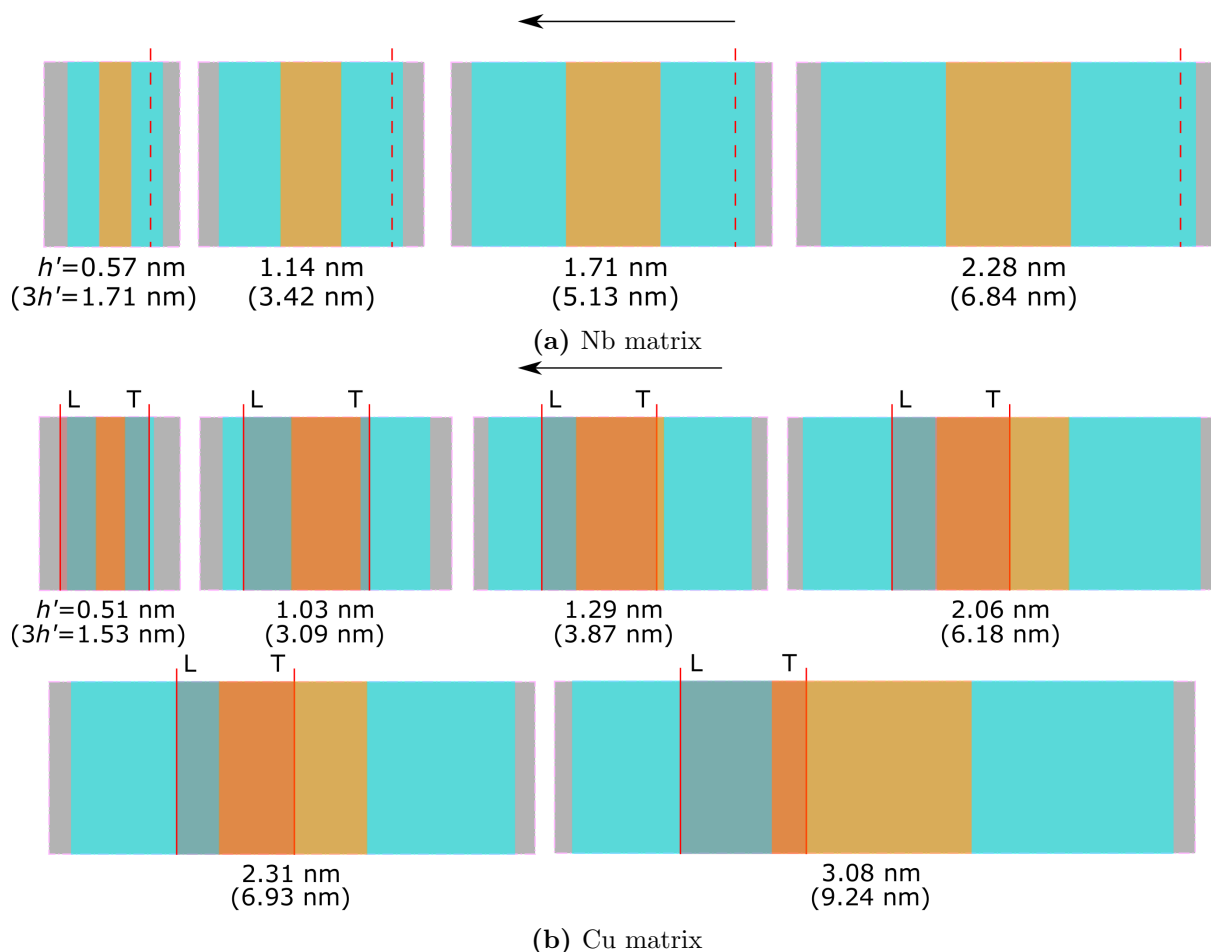 h'=0.57 nm 1.14 nm 1.71 nm 2.28 nm
(3h'=1.71 nm) (3.42 nm) (5.13 nm) (6.84 nm)
(a) Nb matrix
L T L T L T L T
h'=0.51 nm 1.03 nm 1.29 nm 2.06 nm
(3h'=1.53 nm) (3.09 nm) (3.87 nm) (6.18 nm)
L T L T
2.31 nm 3.08 nm
(6.93 nm) (9.24 nm)
(b) Cu matrix